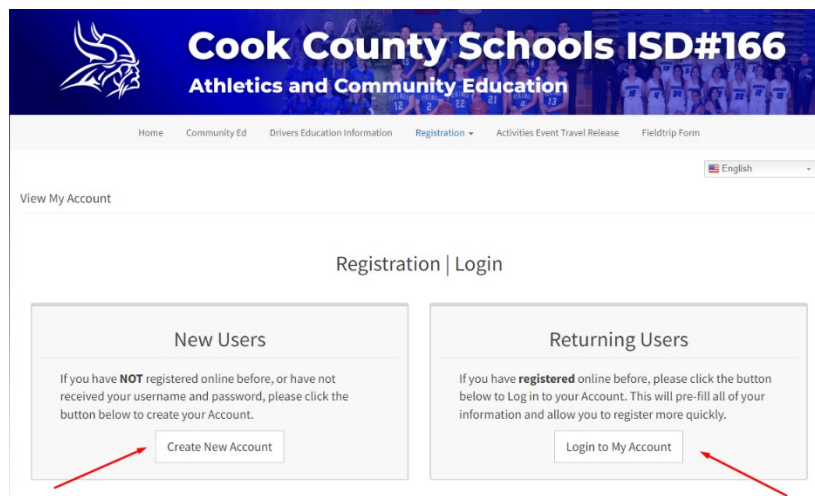 Cook County Schools ISD#166
Athletics and Community Education
Home Community Ed Drivers Education Information Registration Activities Event Travel Release Fieldtrip Form
English
View My Account
Registration | Login
New Users
If you have NOT registered online before, or have not
received your username and password, please click the
button below to create your Account.
Create New Account
Returning Users
If you have registered online before, please click the button
below to Log in to your Account. This will pre-fill all of your
information and allow you to register more quickly.
Login to My Account